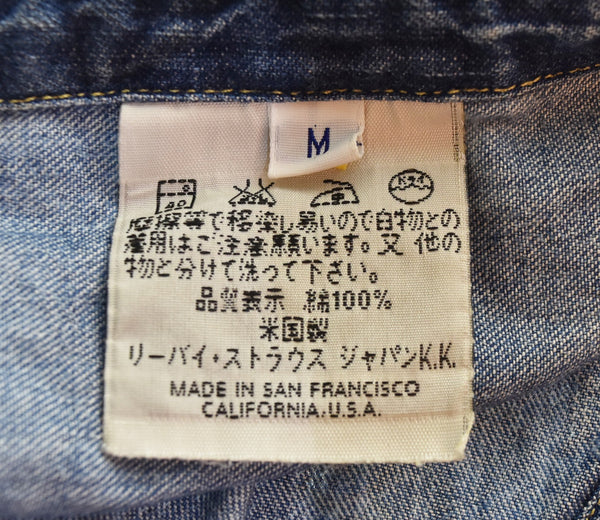 M
摩擦等で移染し易いので白物との
着用はご注意願います。又 他の
物と分けて洗って下さい。
品質表示 綿100%
米国製
リーバイ・ストラウス ジャパンK.K.
MADE IN SAN FRANCISCO
CALIFORNIA,U.S.A.